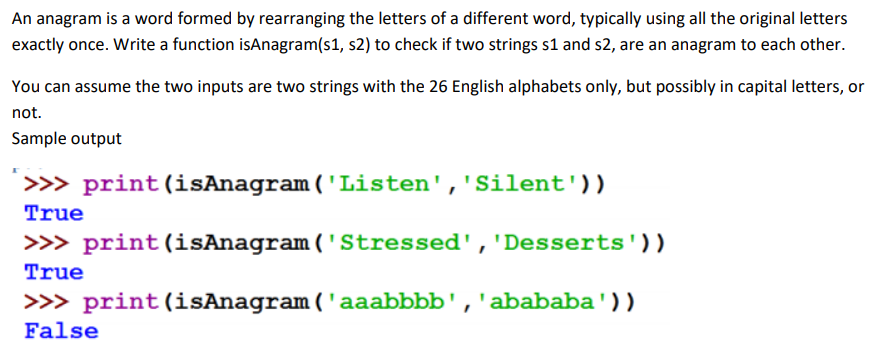 An anagram is a word formed by rearranging the letters of a different word, typically using all the original letters
exactly once. Write a function isAnagram(s1, s2) to check if two strings s1 and s2, are an anagram to each other.
You can assume the two inputs are two strings with the 26 English alphabets only, but possibly in capital letters, or
not.
Sample output
>>> print(isAnagram('Listen','Silent'))
True
>>> print(isAnagram('Stressed','Desserts'))
True
>>> print(isAnagram('aaabbbb','abababa'))
False